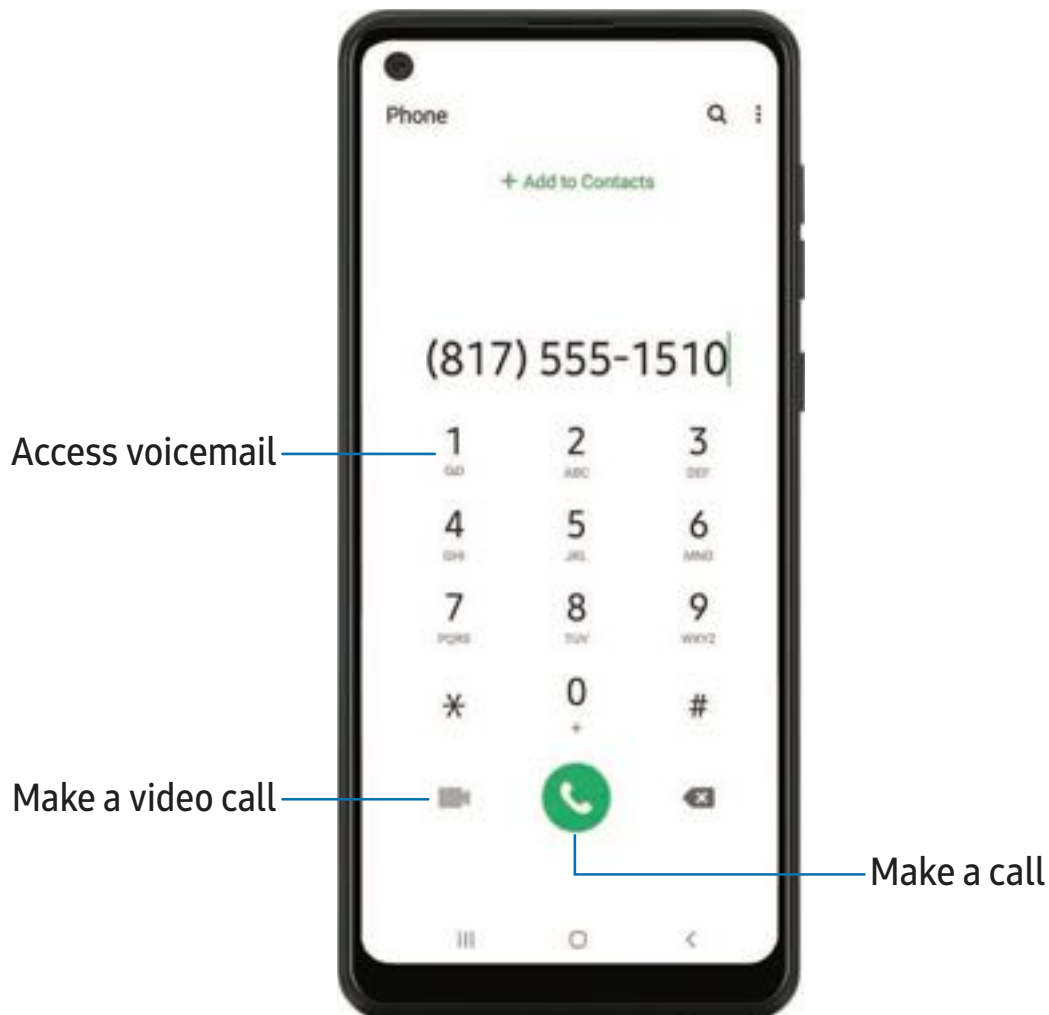 Phone
+ Add to Contacts
(817) 555-1510
Access voicemail
1 2 3
ABC DEF
4 5 6
GHI JKL MNO
7 8 9
PQRS TUV WXYZ
* 0 #
+
Make a video call
Make a call